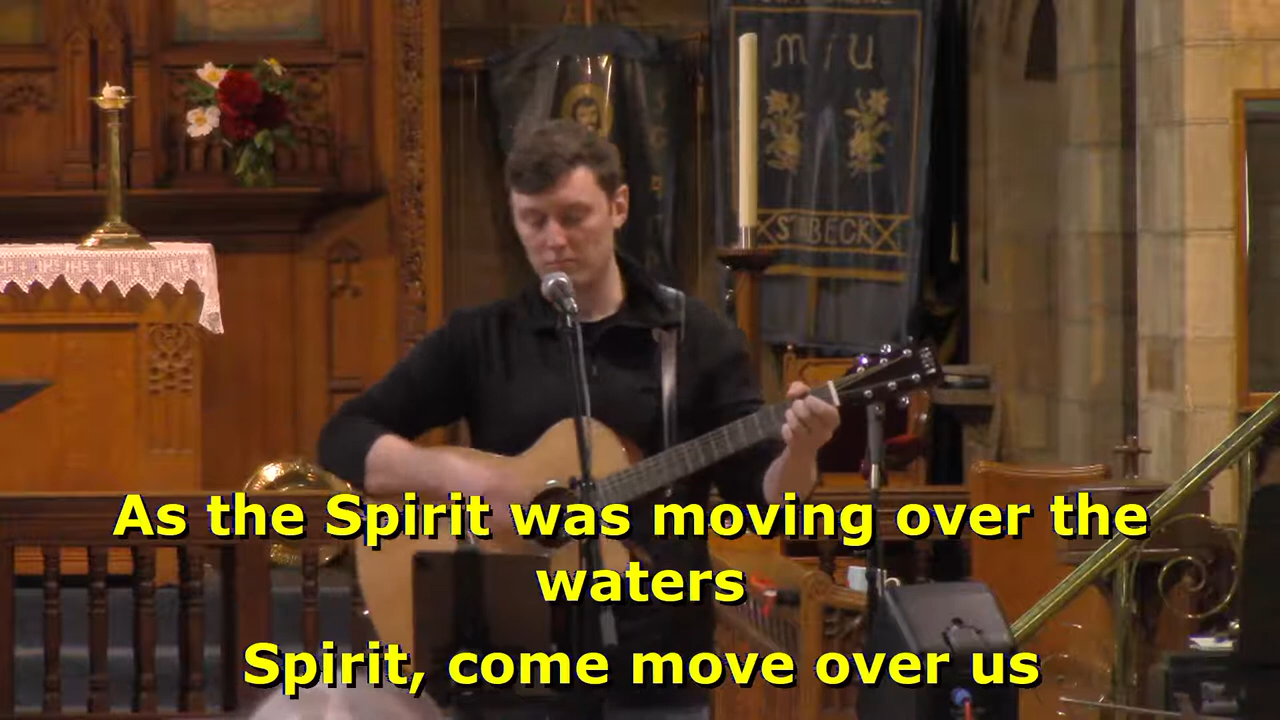 M U
ST BECK
As the Spirit was moving over the
waters
Spirit, come move over us